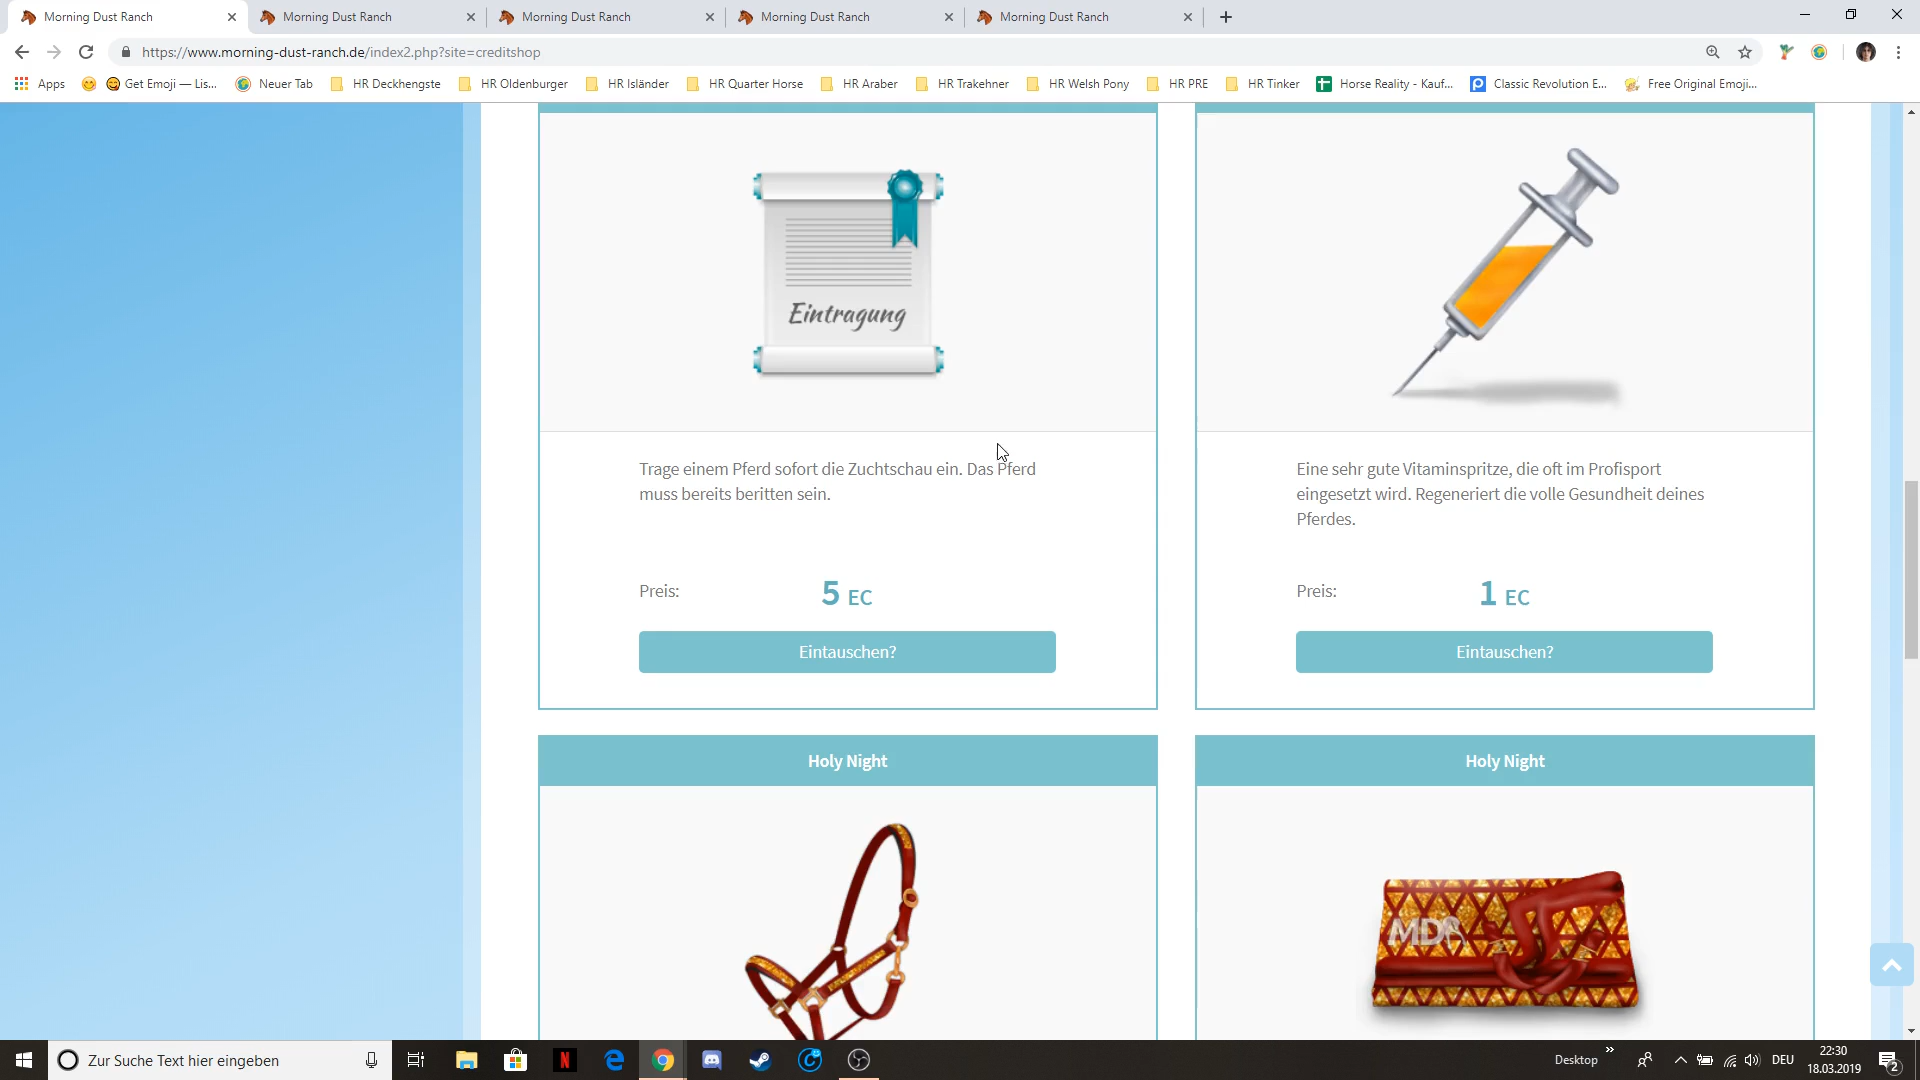 Morning Dust Ranch
Morning Dust Ranch
Morning Dust Ranch
Morning Dust Ranch
Morning Dust Ranch
https://www.morning-dust-ranch.de/index2.php?site=creditshop
Apps
Get Emoji — Lis...
Neuer Tab
HR Deckhengste
HR Oldenburger
HR Isländer
HR Quarter Horse
HR Araber
HR Trakehner
HR Welsh Pony
HR PRE
HR Tinker
Horse Reality - Kauf...
Classic Revolution E...
Free Original Emoji...
Eintragung
Trage einem Pferd sofort die Zuchtschau ein. Das Pferd
muss bereits beritten sein.
Preis:
5 EC
Eintauschen?
Eine sehr gute Vitaminspritze, die oft im Profisport
eingesetzt wird. Regeneriert die volle Gesundheit deines
Pferdes.
Preis:
1 EC
Eintauschen?
Holy Night
Holy Night
MDR
Zur Suche Text hier eingeben
Desktop
DEU
22:30
18.03.2019
2